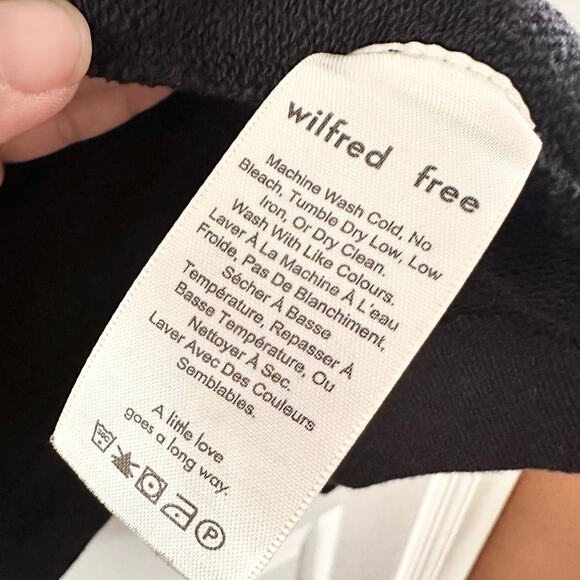 wilfred free
Machine Wash Cold, No
Bleach, Tumble Dry Low, Low
Iron, Or Dry Clean.
Wash With Like Colours.
Laver À La Machine À L'eau
Froide, Pas De Blanchiment,
Sécher À Basse
Température, Repasser À
Basse Température, Ou
Nettoyer À Sec.
Laver Avec Des Couleurs
Semblables.
A little love
goes a long way.
30C P